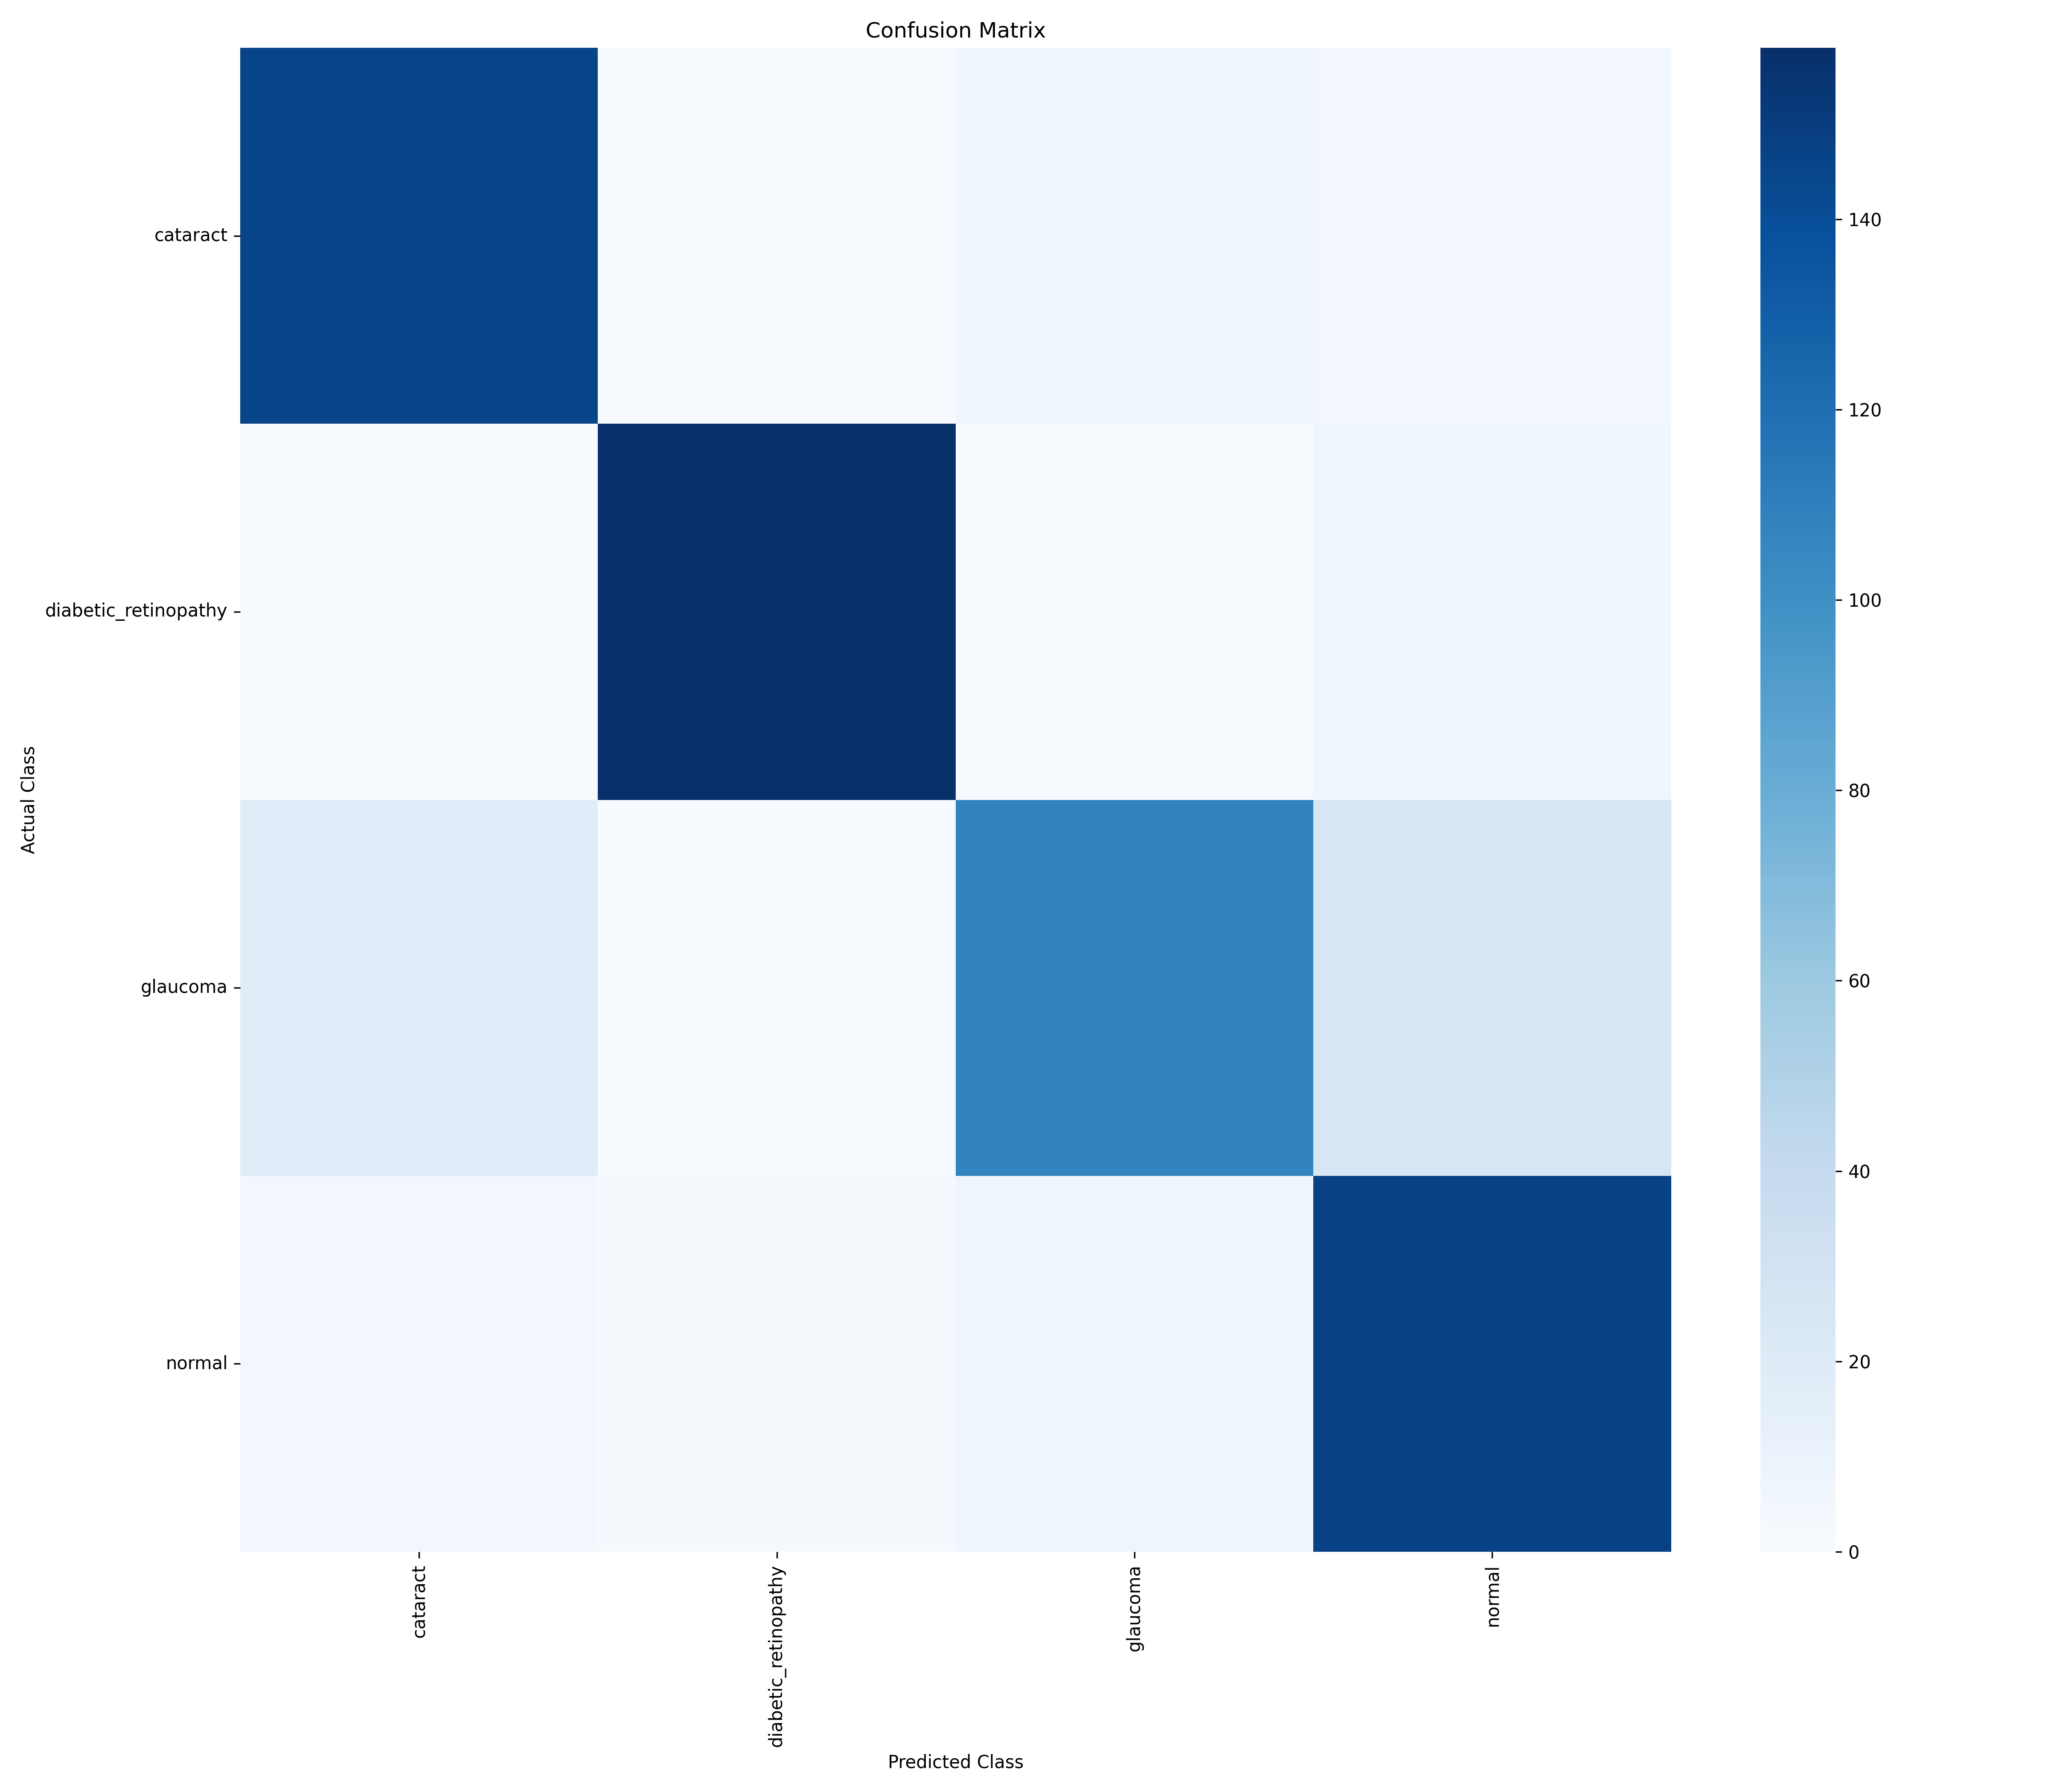 Confusion Matrix
Actual Class
cataract
diabetic_retinopathy
glaucoma
normal
cataract
diabetic_retinopathy
glaucoma
normal
Predicted Class
140
120
100
80
60
40
20
0